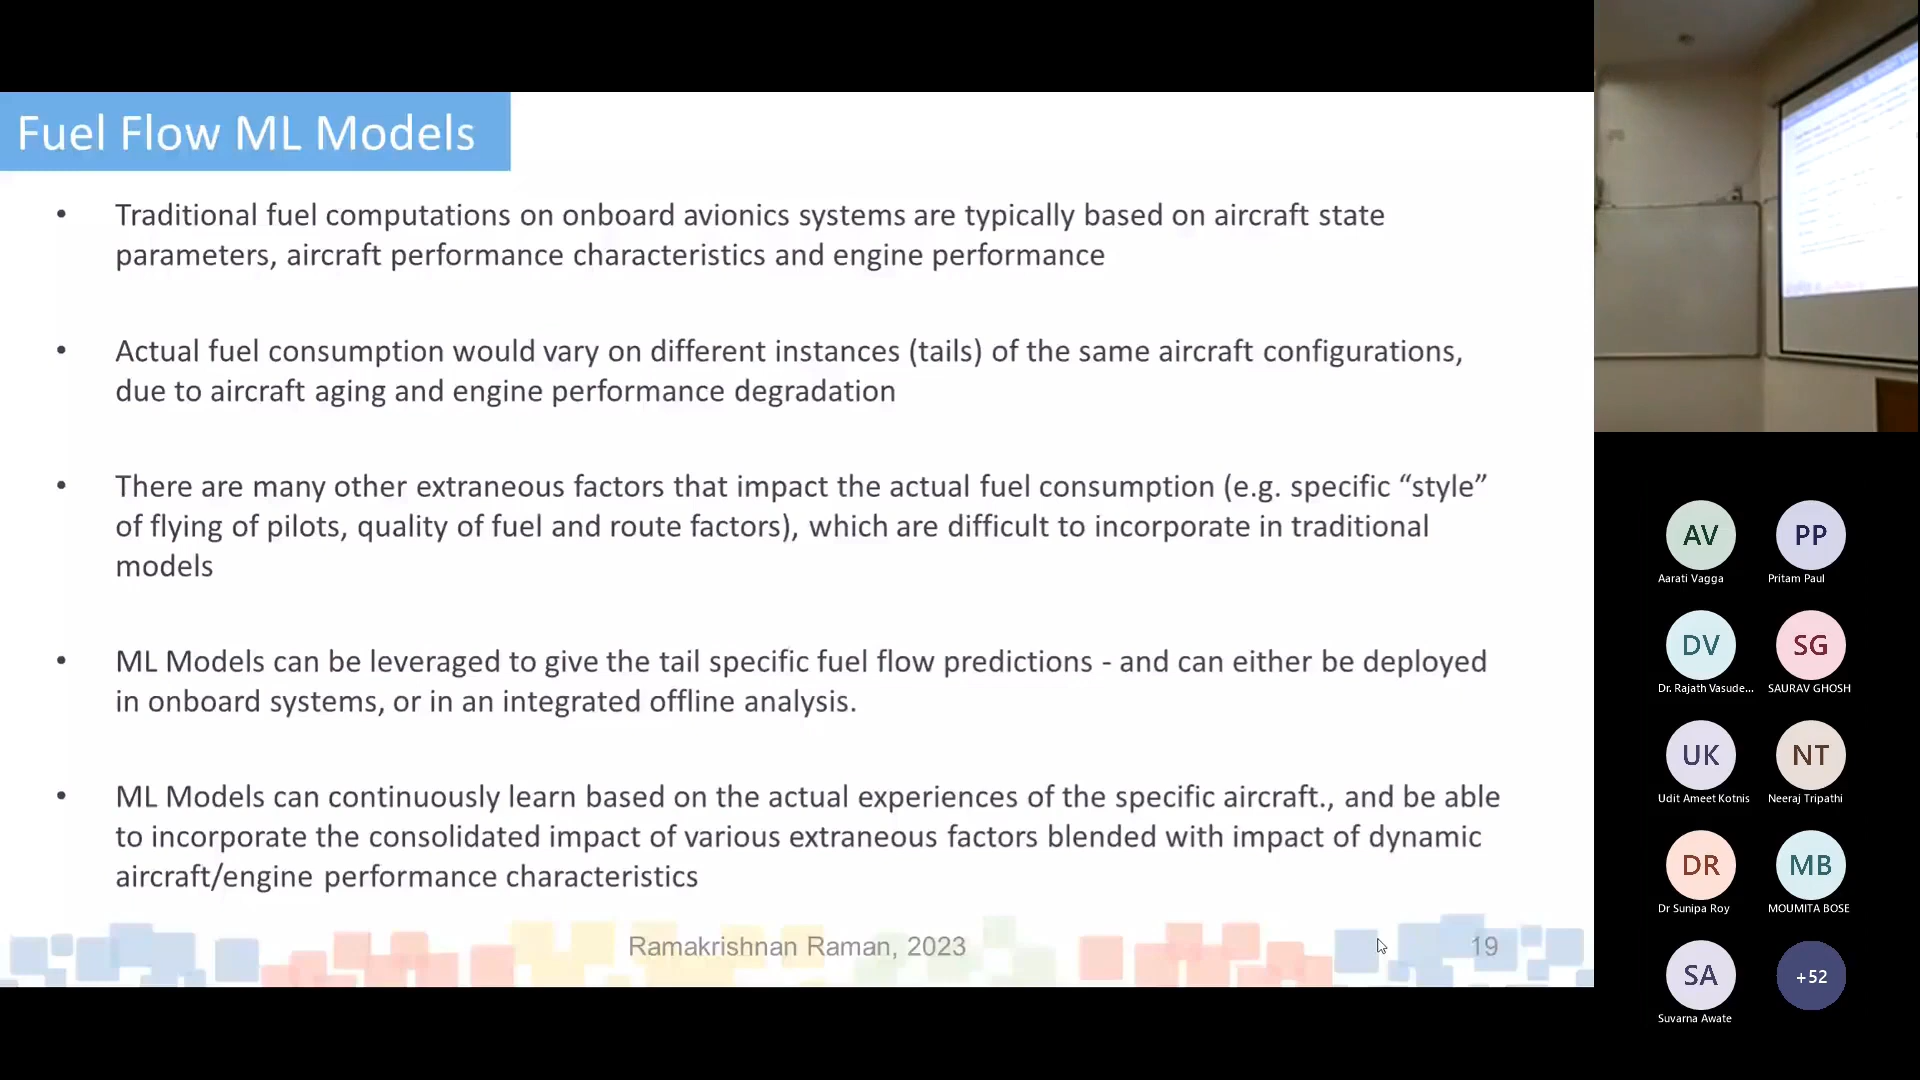 Fuel Flow ML Models
• Traditional fuel computations on onboard avionics systems are typically based on aircraft state
parameters, aircraft performance characteristics and engine performance
• Actual fuel consumption would vary on different instances (tails) of the same aircraft configurations,
due to aircraft aging and engine performance degradation
• There are many other extraneous factors that impact the actual fuel consumption (e.g. specific “style”
of flying of pilots, quality of fuel and route factors), which are difficult to incorporate in traditional
models
• ML Models can be leveraged to give the tail specific fuel flow predictions - and can either be deployed
in onboard systems, or in an integrated offline analysis.
• ML Models can continuously learn based on the actual experiences of the specific aircraft., and be able
to incorporate the consolidated impact of various extraneous factors blended with impact of dynamic
aircraft/engine performance characteristics
Ramakrishnan Raman, 2023
19
AV
Aarati Vagga
PP
Pritam Paul
DV
Dr. Rajath Vasude...
SG
SAURAV GHOSH
UK
Udit Ameet Kotnis
NT
Neeraj Tripathi
DR
Dr Sunipa Roy
MB
MOUMITA BOSE
SA
Suvarna Awate
+52